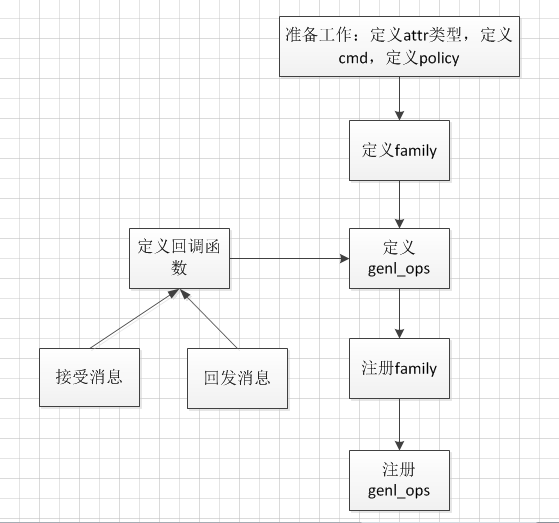 准备工作：定义attr类型，定义
cmd，定义policy
定义family
定义回调函
数
定义
genl_ops
接受消息
回发消息
注册family
注册
genl_ops